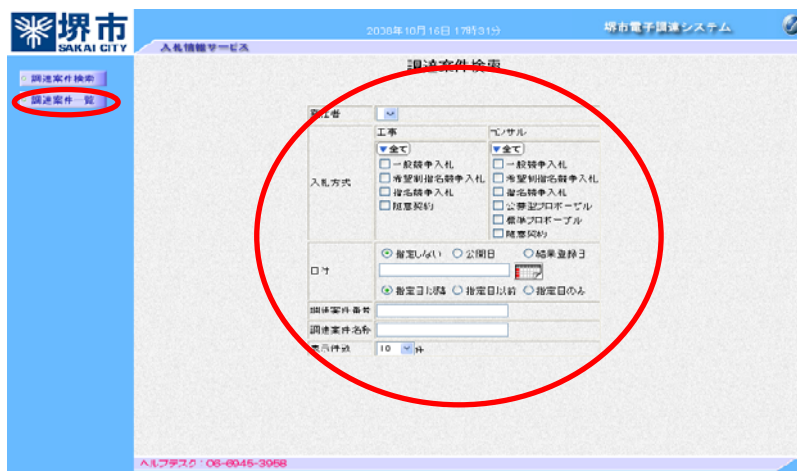 堺市
SAKAI CITY
2008年10月16日 17時31分
堺市電子調達システム
入札情報サービス
調達案件検索
調達案件一覧
調達案件検索
発注者
工事
コンサル
▼全て
▼全て
入札方式
一般競争入札
一般競争入札
希望制指名競争入札
希望制指名競争入札
指名競争入札
指名競争入札
随意契約
公募型プロポーザル
標準プロポーザル
随意契約
日付
指定しない 公開日 結果登録日
指定日以降 指定日以前 指定日のみ
調達案件番号
調達案件名称
表示件数
10 件
ヘルプデスク：06-6945-3958